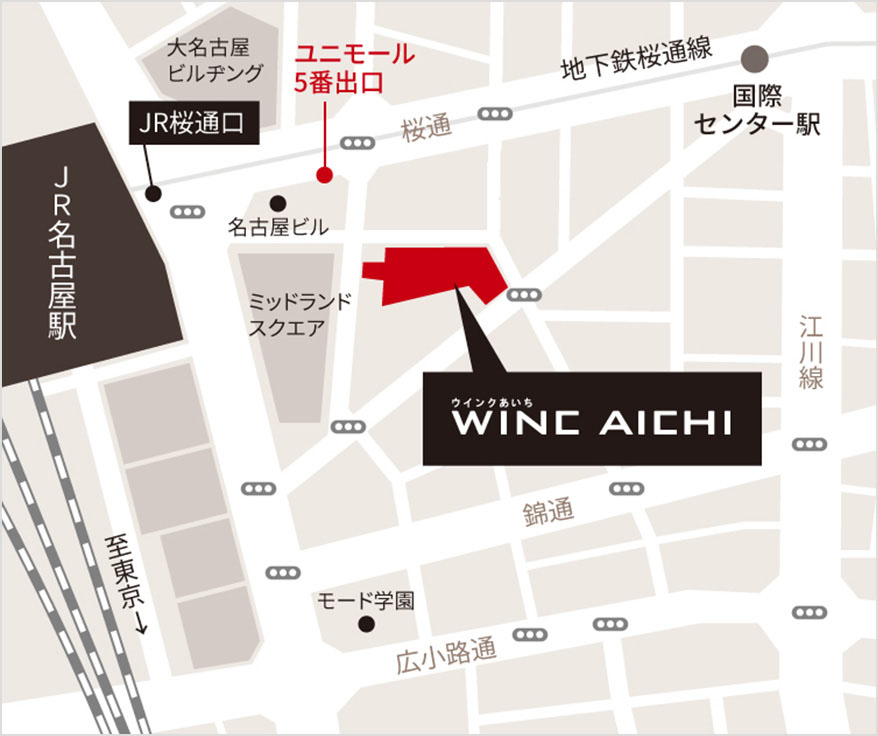 大名古屋
ビルヂング
ユニモール
5番出口
地下鉄桜通線
国際
センター駅
JR桜通口
桜通
JR名古屋駅
名古屋ビル
ミッドランド
スクエア
江川線
ウインクあいち
WINC AICHI
錦通
至東京→
モード学園
広小路通